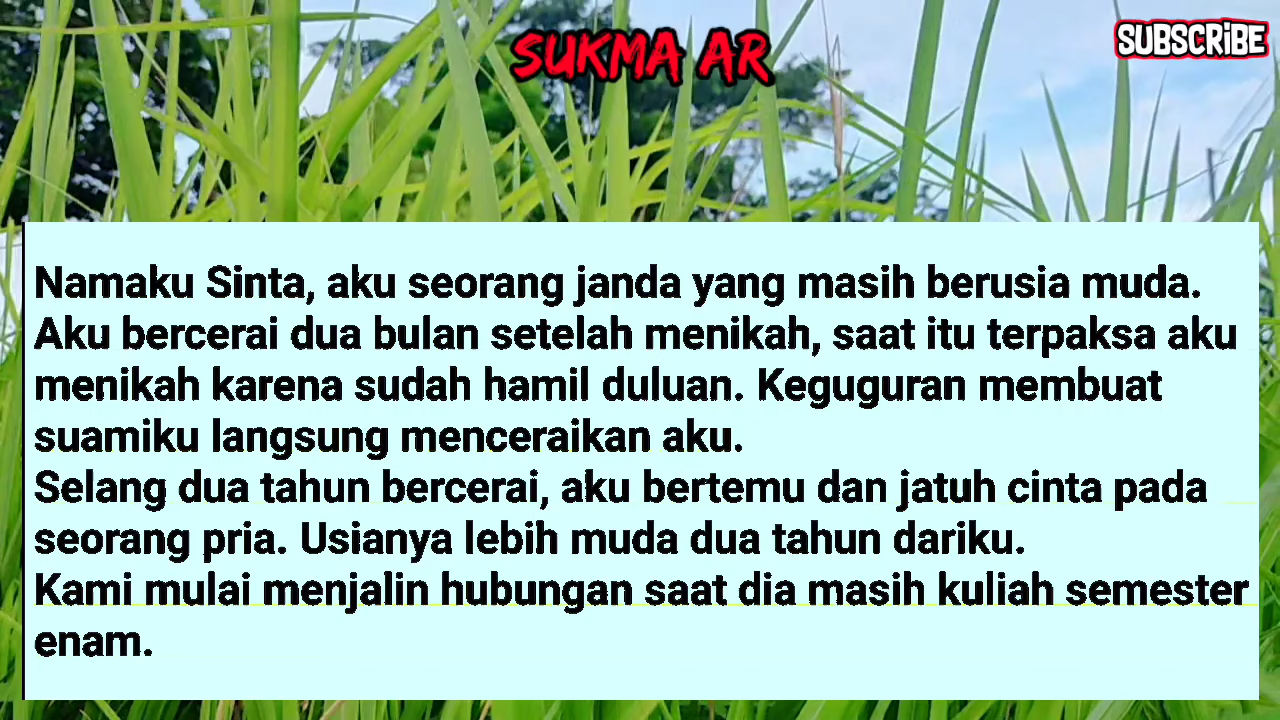 SUKMA AR
SUBSCRIBE
Namaku Sinta, aku seorang janda yang masih berusia muda.
Aku bercerai dua bulan setelah menikah, saat itu terpaksa aku
menikah karena sudah hamil duluan. Keguguran membuat
suamiku langsung menceraikan aku.
Selang dua tahun bercerai, aku bertemu dan jatuh cinta pada
seorang pria. Usianya lebih muda dua tahun dariku.
Kami mulai menjalin hubungan saat dia masih kuliah semester
enam.